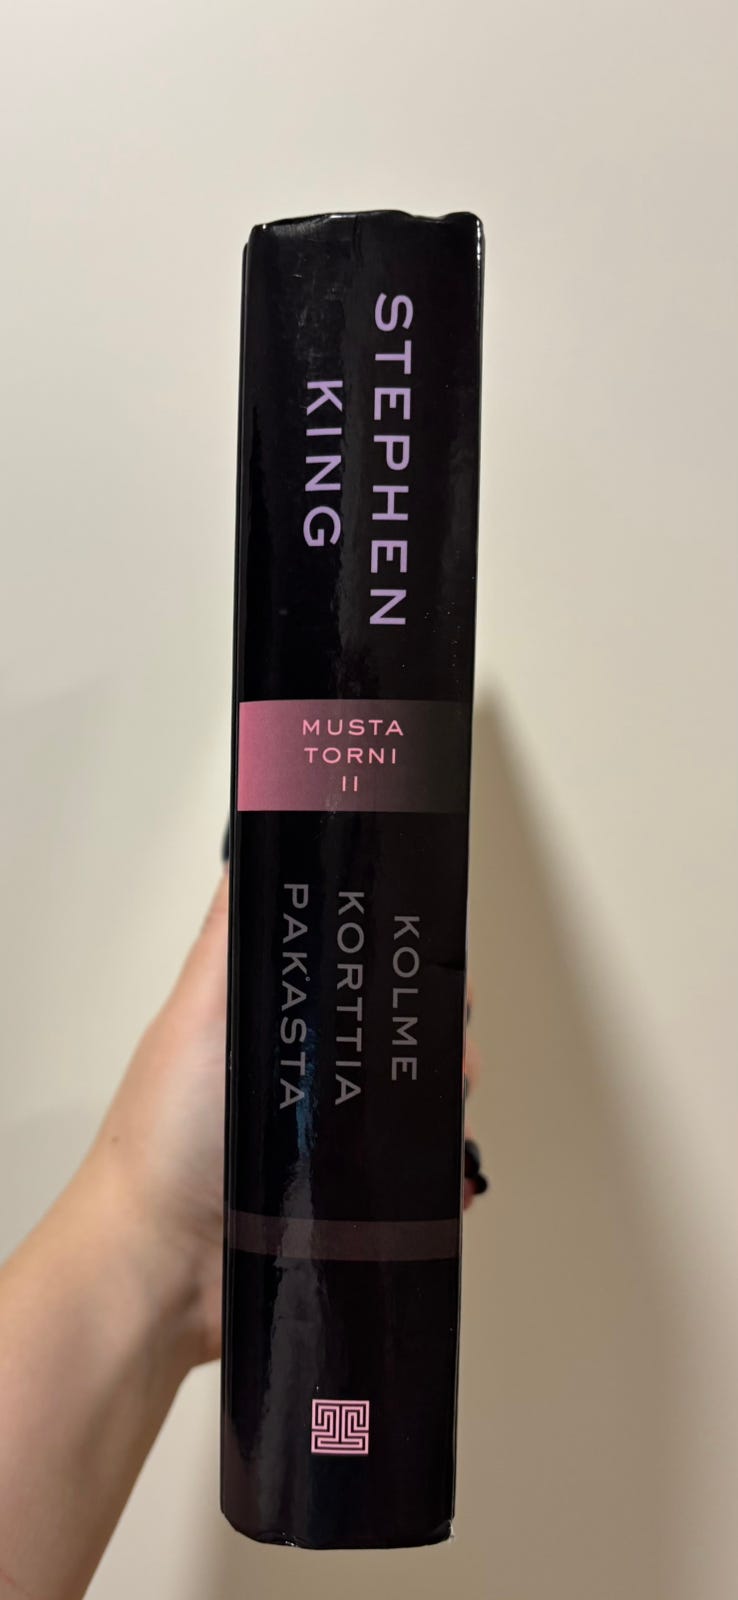 STEPHEN
KING
MUSTA
TORNI
II
KOLME
KORTTIA
PAKASTA